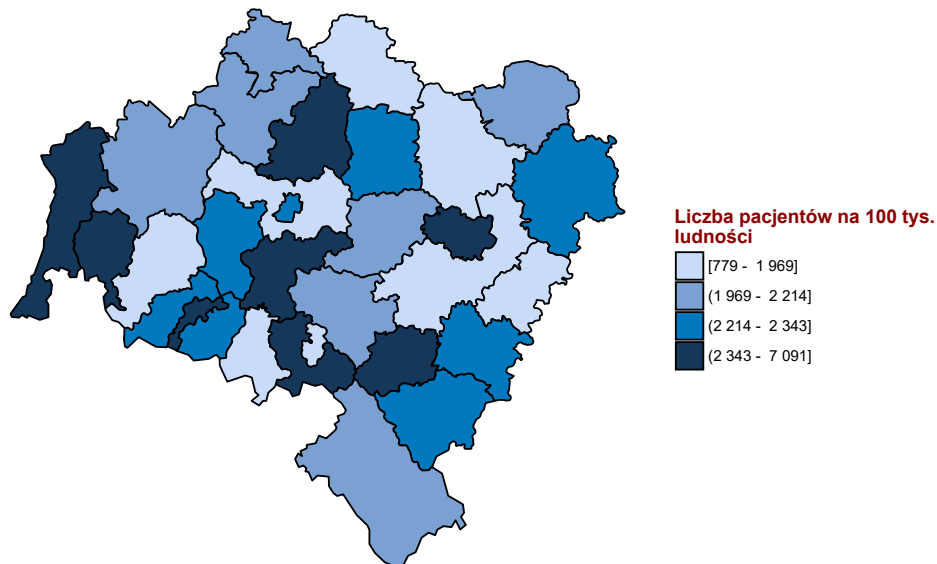 Liczba pacjentów na 100 tys.
ludności
[779 - 1 969]
(1 969 - 2 214]
(2 214 - 2 343]
(2 343 - 7 091]